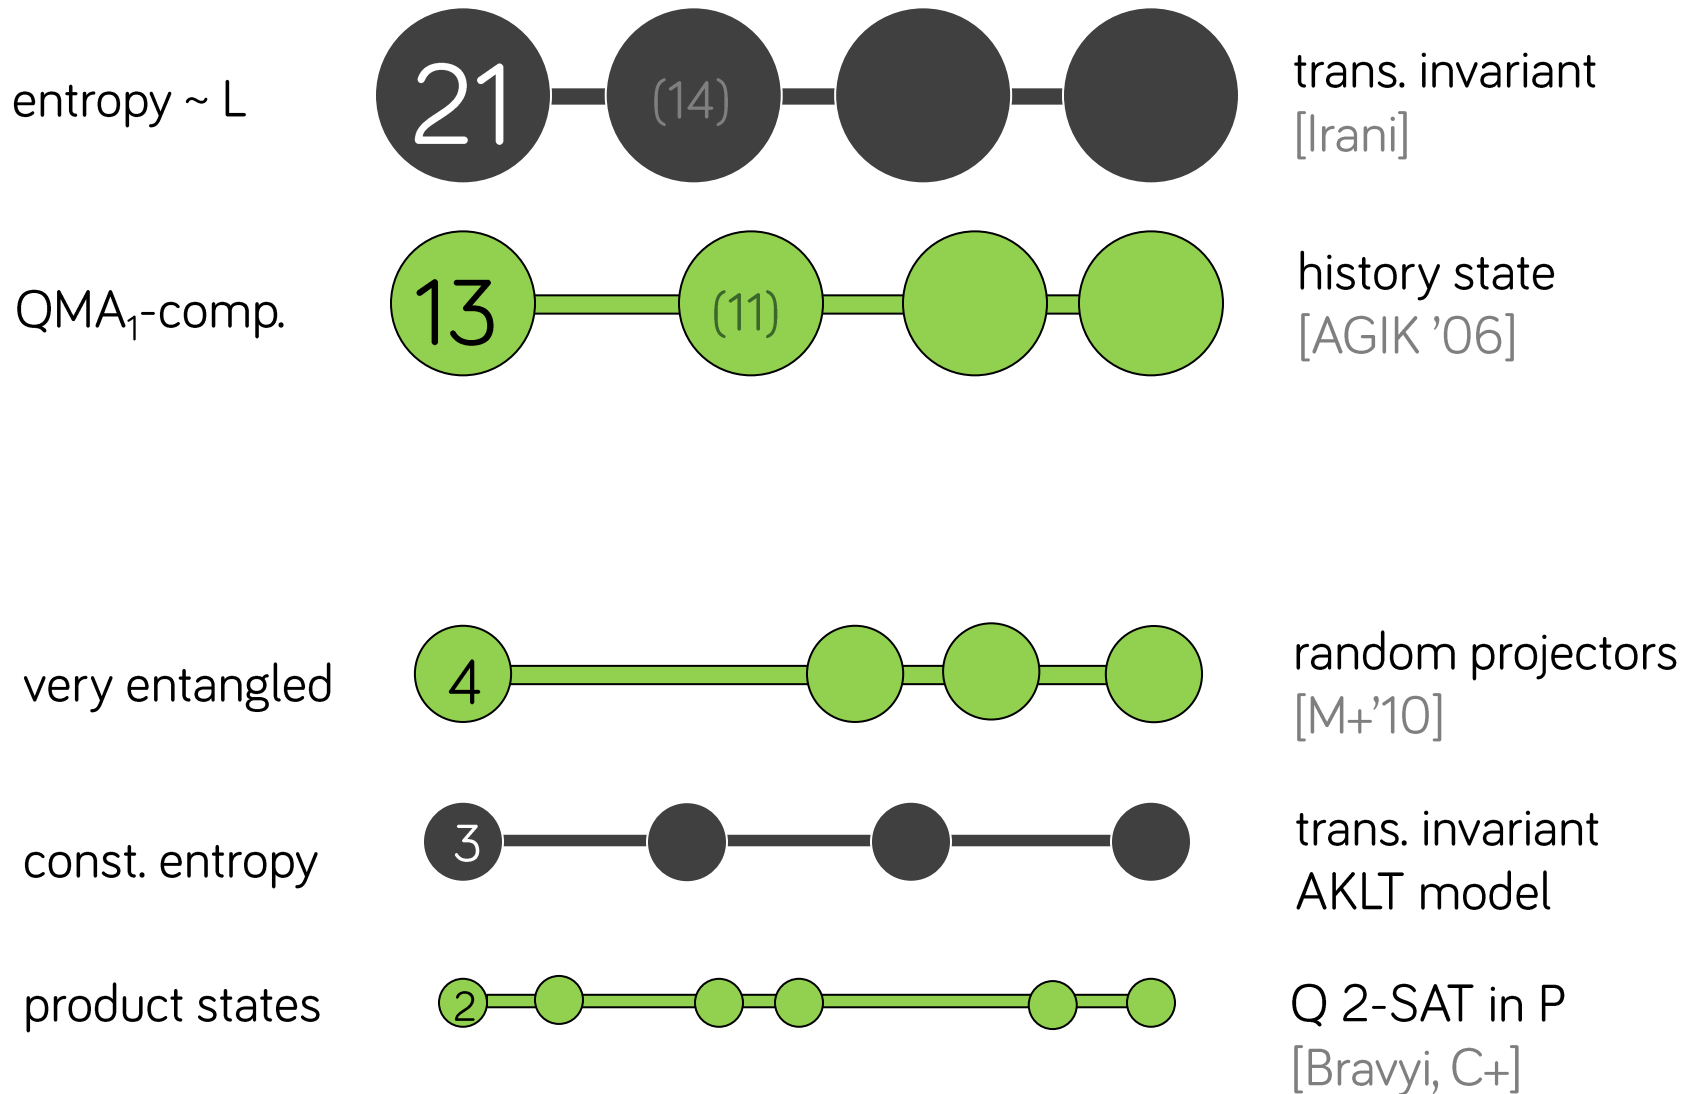 entropy ~ L
21
(14)
trans. invariant
[Irani]
QMA₁-comp.
13
(11)
history state
[AGIK ’06]
very entangled
4
random projectors
[M+’10]
const. entropy
3
trans. invariant
AKLT model
product states
2
Q 2-SAT in P
[Bravyi, C+]